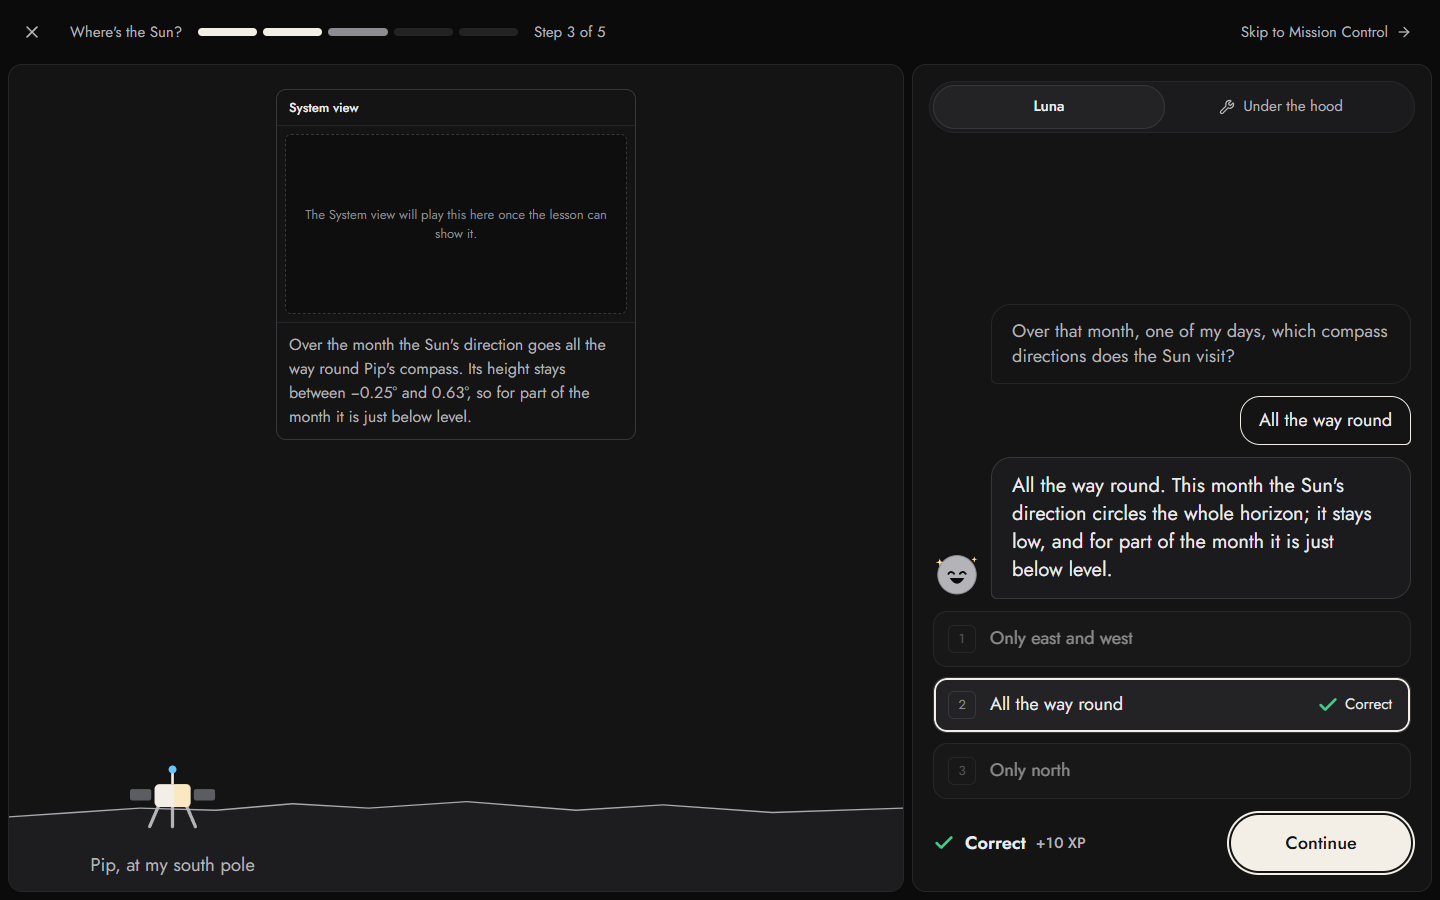 Where's the Sun?
Step 3 of 5
Skip to Mission Control
System view
The System view will play this here once the lesson can
show it.
Over the month the Sun's direction goes all the
way round Pip's compass. Its height stays
between −0.25° and 0.63°, so for part of the
month it is just below level.
Pip, at my south pole
Luna
Under the hood
Over that month, one of my days, which compass
directions does the Sun visit?
All the way round
All the way round. This month the Sun's
direction circles the whole horizon; it stays
low, and for part of the month it is just
below level.
1 Only east and west
2 All the way round Correct
3 Only north
Correct +10 XP
Continue